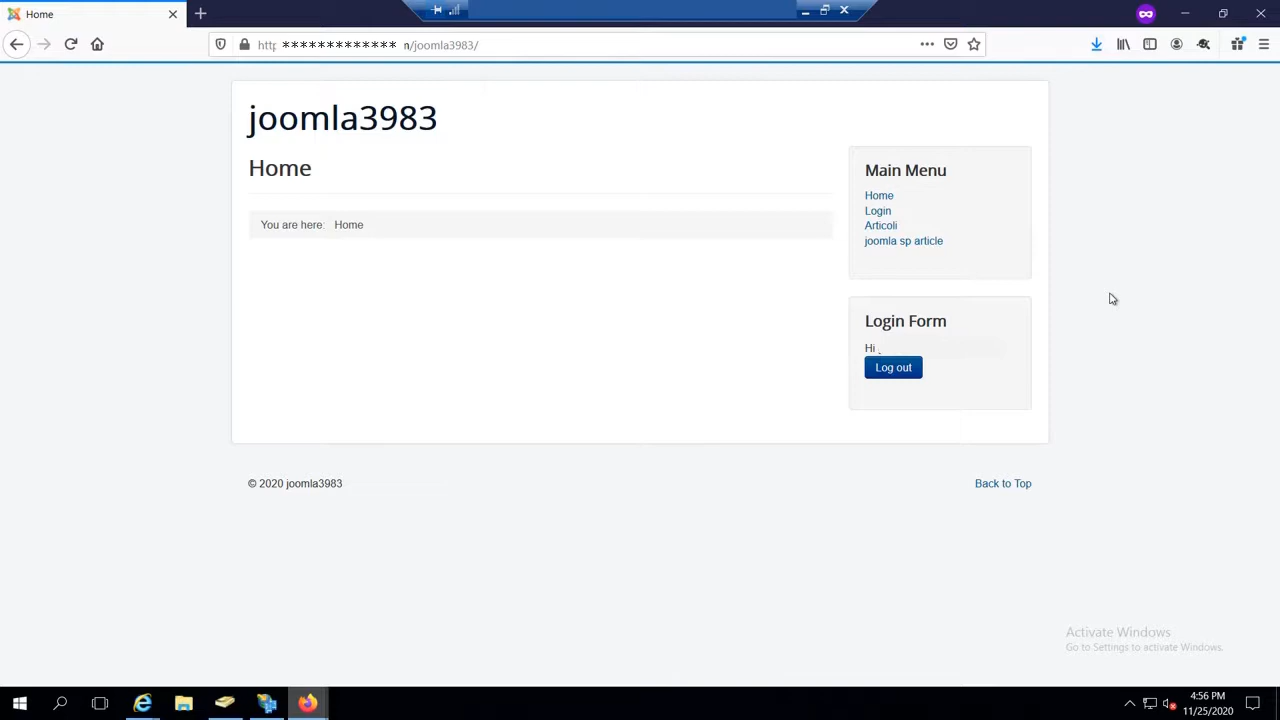 Home
http ************* n/joomla3983/
joomla3983
Home
You are here: Home
Main Menu
Home
Login
Articoli
joomla sp article
Login Form
Hi
Log out
© 2020 joomla3983
Back to Top
Activate Windows
Go to Settings to activate Windows.
4:56 PM
11/25/2020